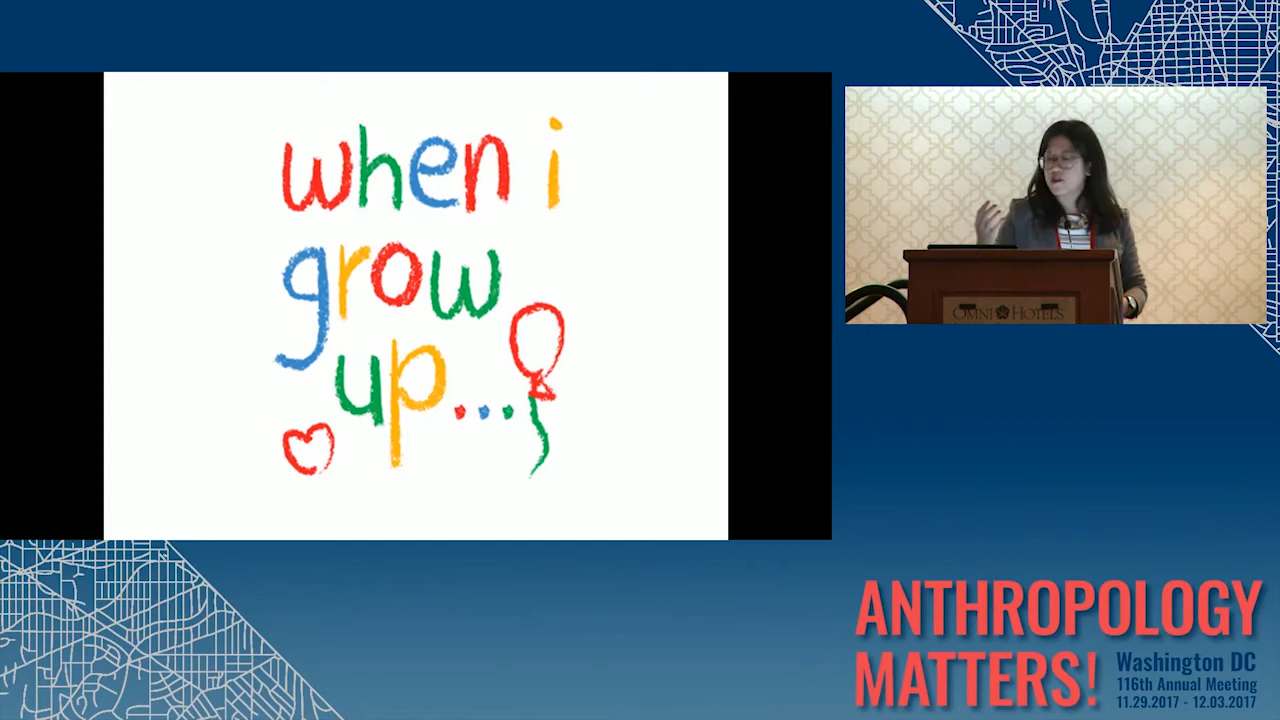 when i
grow
up...
OMNI HOTELS
ANTHROPOLOGY
MATTERS!
Washington DC
116th Annual Meeting
11.29.2017 - 12.03.2017